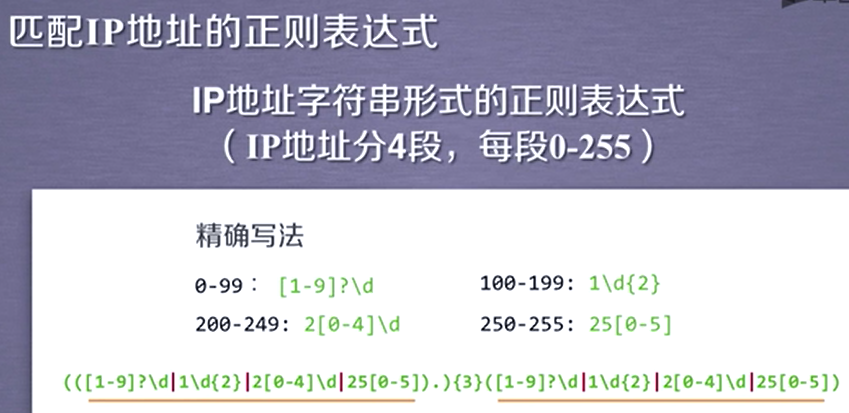 匹配IP地址的正则表达式
IP地址字符串形式的正则表达式
（IP地址分4段，每段0-255）
精确写法
0-99： [1-9]?\d
100-199: 1\d{2}
200-249: 2[0-4]\d
250-255: 25[0-5]
(([1-9]?\d|1\d{2}|2[0-4]\d|25[0-5]).){3}([1-9]?\d|1\d{2}|2[0-4]\d|25[0-5])